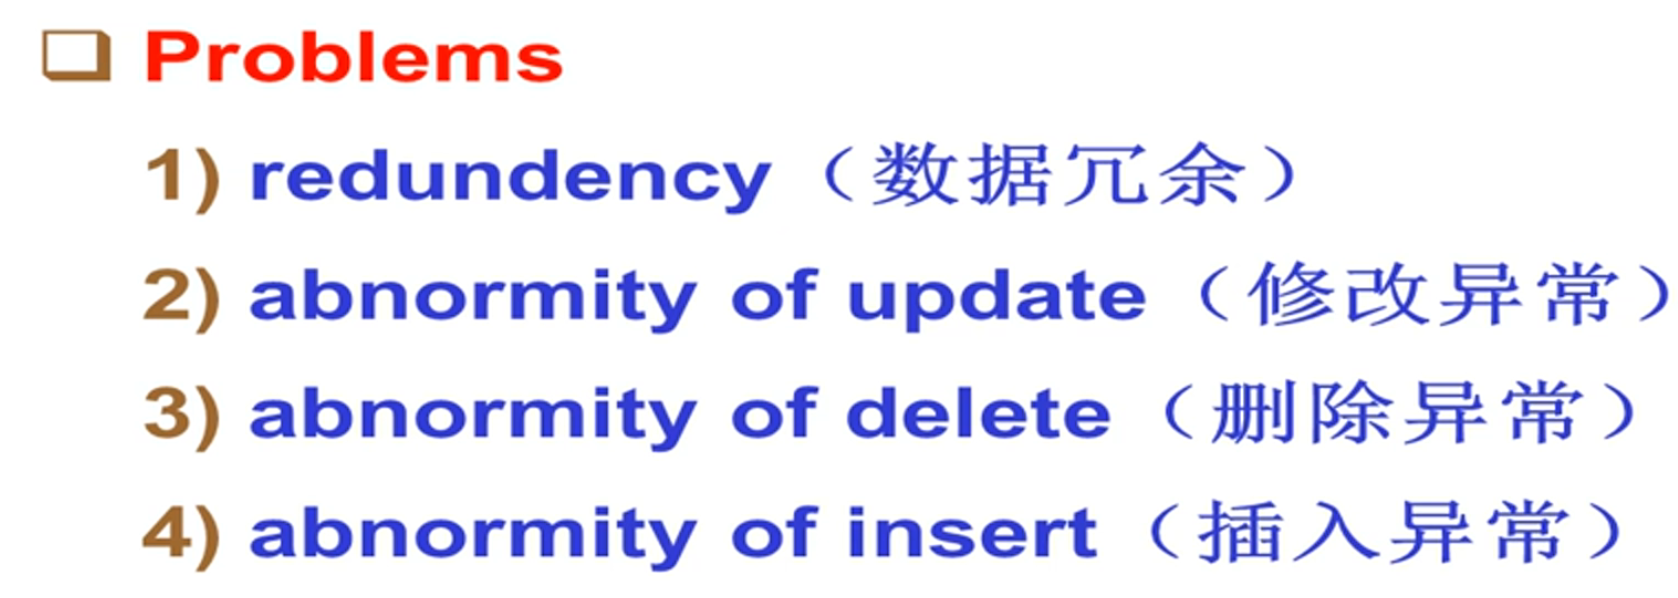 Problems
1) redundency（数据冗余）
2) abnormity of update（修改异常）
3) abnormity of delete（删除异常）
4) abnormity of insert（插入异常）